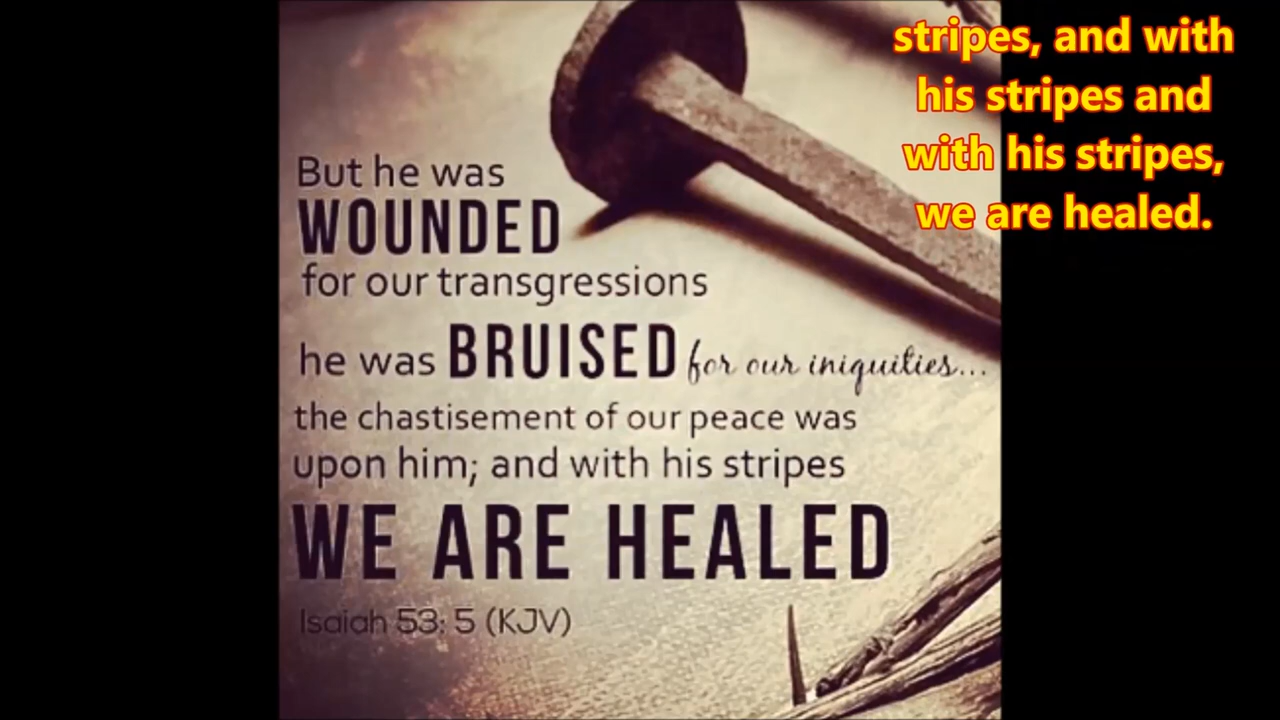 But he was
WOUNDED
for our transgressions
he was BRUISED for our iniquities...
the chastisement of our peace was
upon him; and with his stripes
WE ARE HEALED
Isaiah 53: 5 (KJV)
stripes, and with
his stripes and
with his stripes,
we are healed.